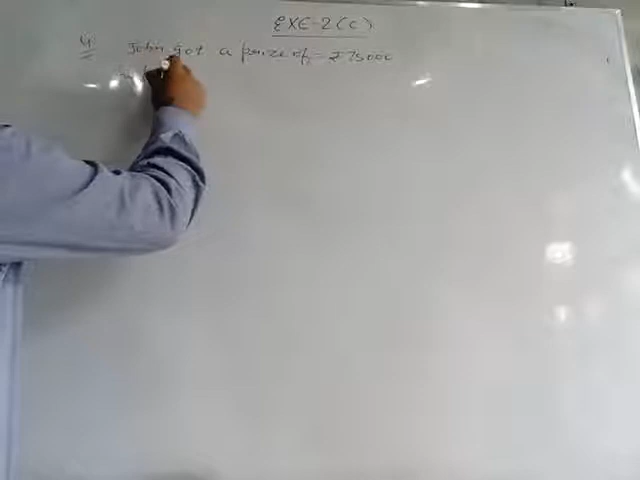 EXE-2(C)
Q John got a prize of = ₹75000